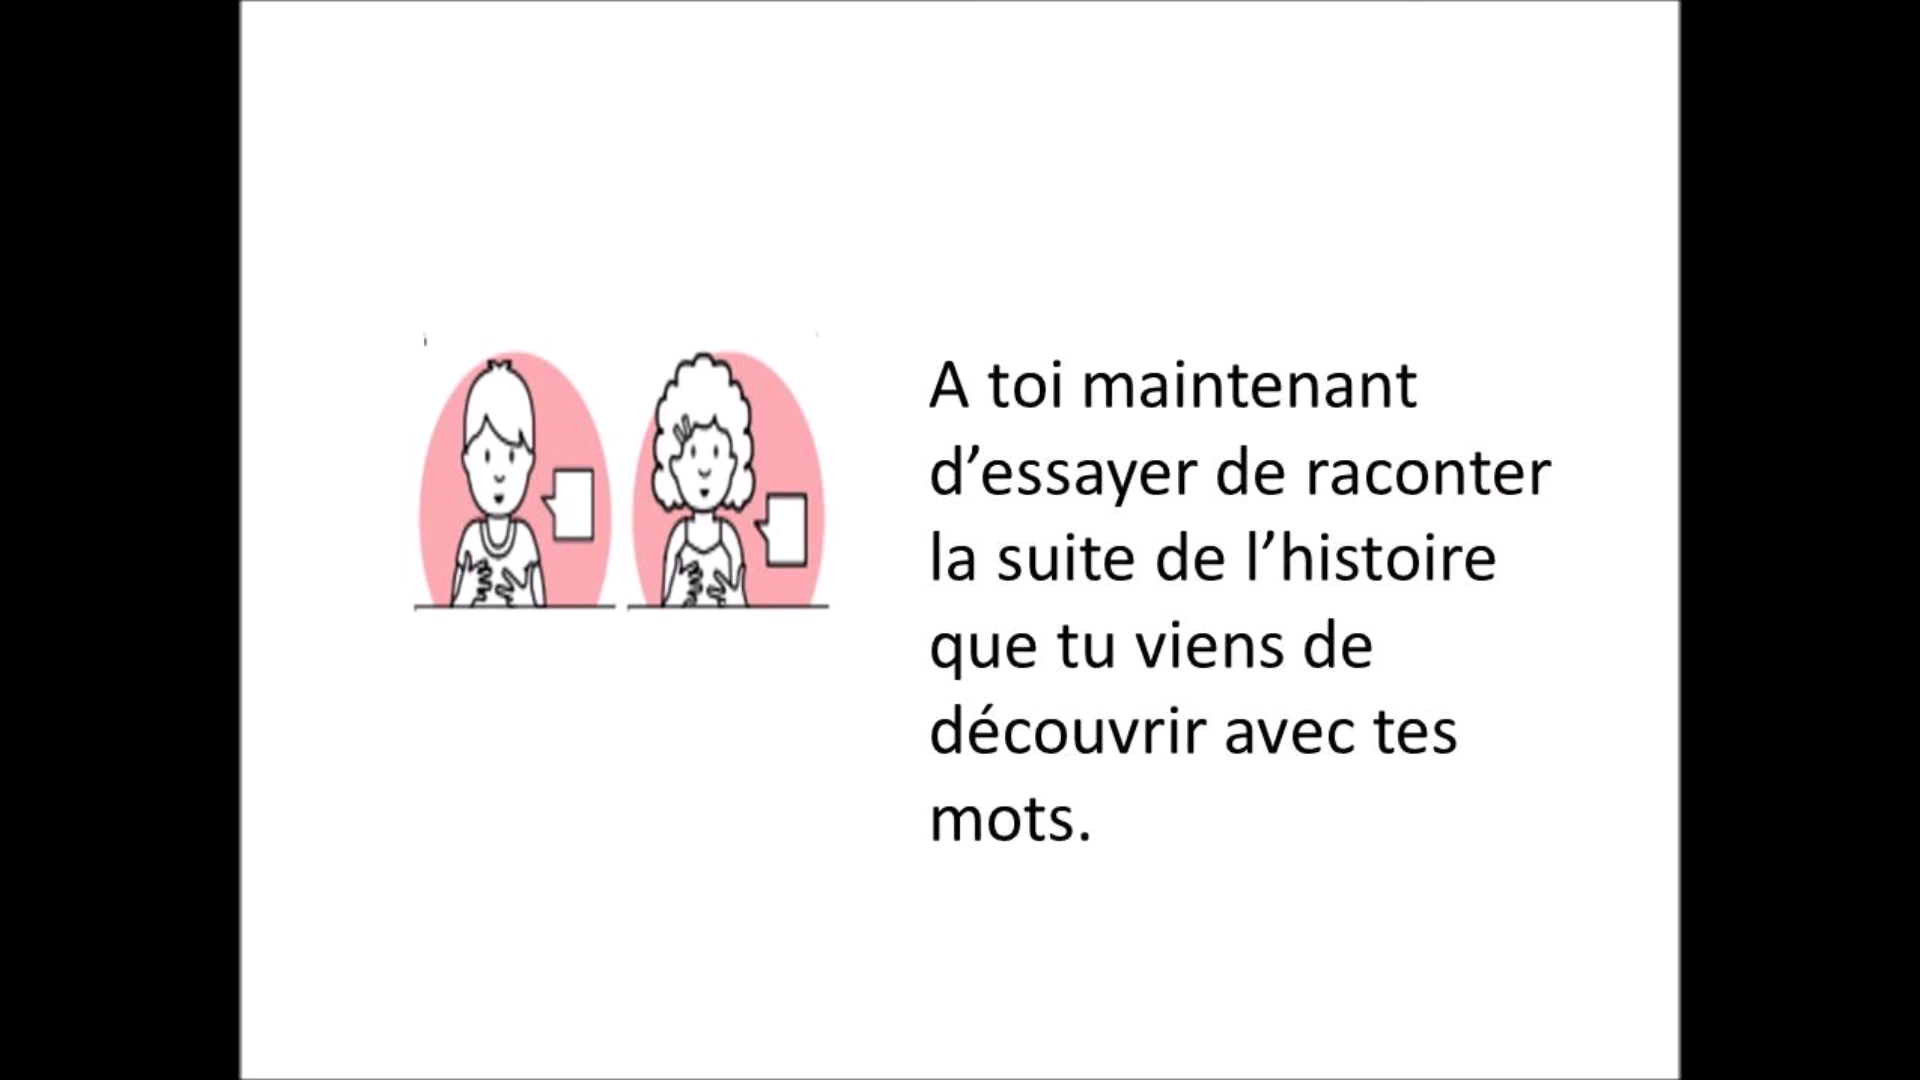 A toi maintenant
d’essayer de raconter
la suite de l’histoire
que tu viens de
découvrir avec tes
mots.